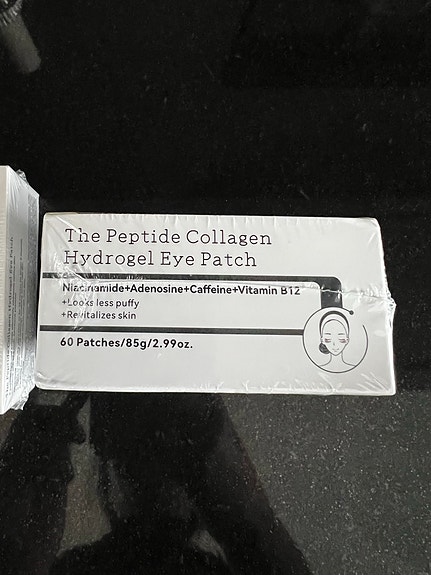 The Peptide Collagen
Hydrogel Eye Patch
Niacinamide+Adenosine+Caffeine+Vitamin B12
+Looks less puffy
+Revitalizes skin
60 Patches/85g/2.99oz.